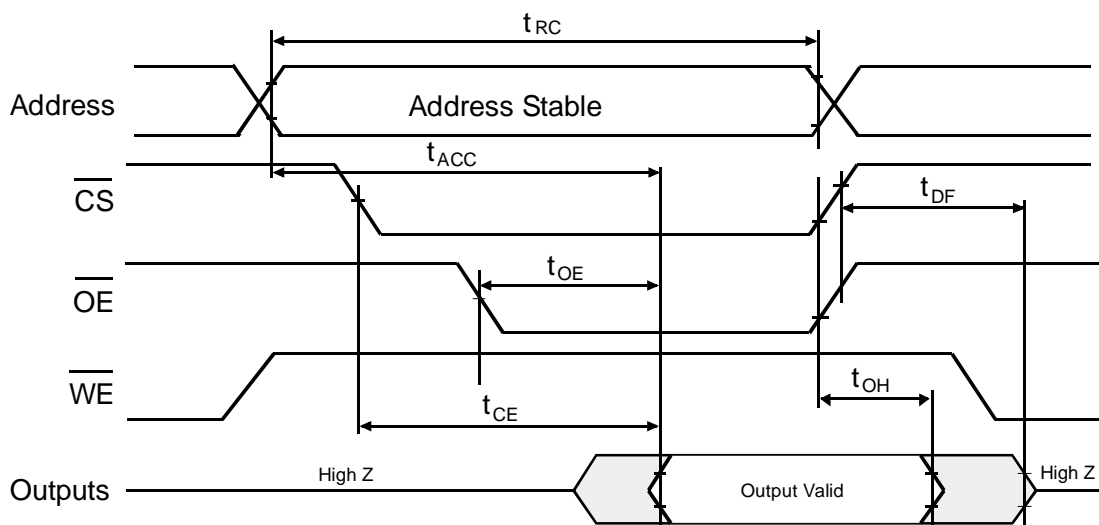 tRC
Address
Address Stable
tACC
CS
tDF
OE
tOE
WE
tOH
tCE
Outputs
High Z
Output Valid
High Z